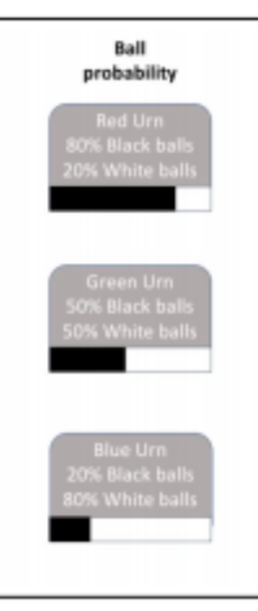 Ball
probability
Red Urn
80% Black balls
20% White balls
Green Urn
50% Black balls
50% White balls
Blue Urn
20% Black balls
80% White balls